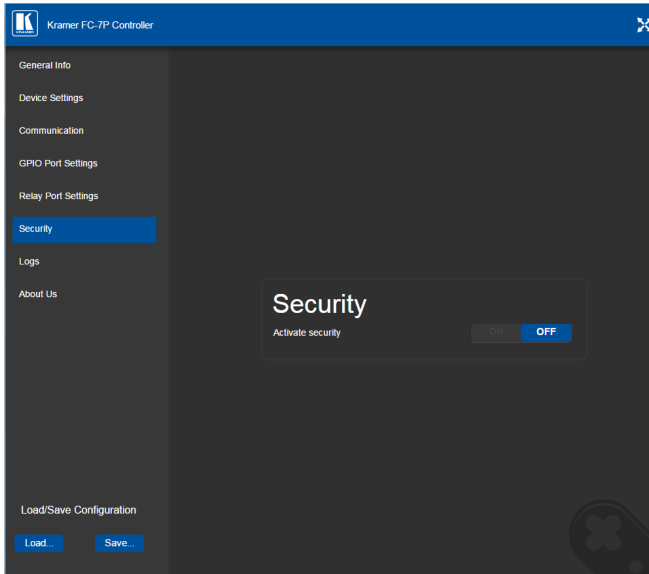 KRAMER
Kramer FC-7P Controller
General Info
Device Settings
Communication
GPIO Port Settings
Relay Port Settings
Security
Logs
About Us
Security
Activate security
ON OFF
Load/Save Configuration
Load... Save...